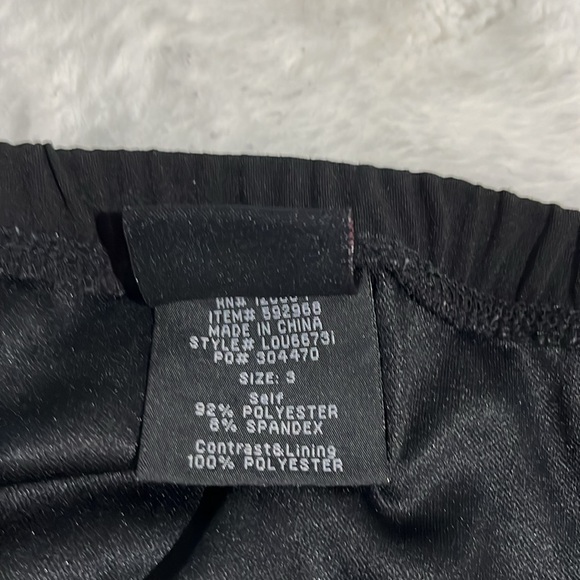 RN#
ITEM# 592968
MADE IN CHINA
STYLE# LOU66731
PO# 304470
SIZE: 3
Self
92% POLYESTER
8% SPANDEX
Contrast&Lining
100% POLYESTER